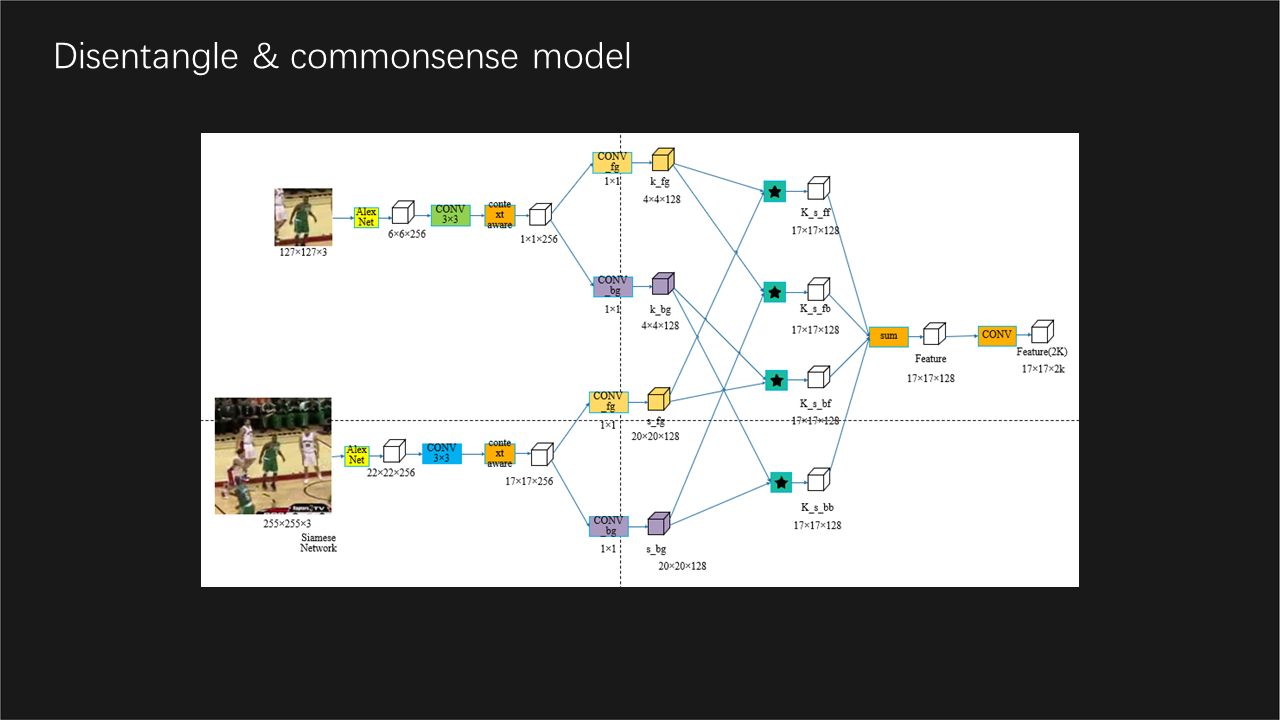 Disentangle & commonsense model
127×127×3
Alex
Net
6×6×256
CONV
3×3
conte
xt
aware
1×1×256
CONV
_fg
1×1
k_fg
4×4×128
CONV
_bg
1×1
k_bg
4×4×128
K_s_ff
17×17×128
K_s_fb
17×17×128
K_s_bf
17×17×128
K_s_bb
17×17×128
sum
Feature
17×17×128
CONV
Feature(2K)
17×17×2k
255×255×3
Siamese
Network
Alex
Net
22×22×256
CONV
3×3
conte
xt
aware
17×17×256
CONV
_fg
1×1
s_fg
20×20×128
CONV
_bg
1×1
s_bg
20×20×128